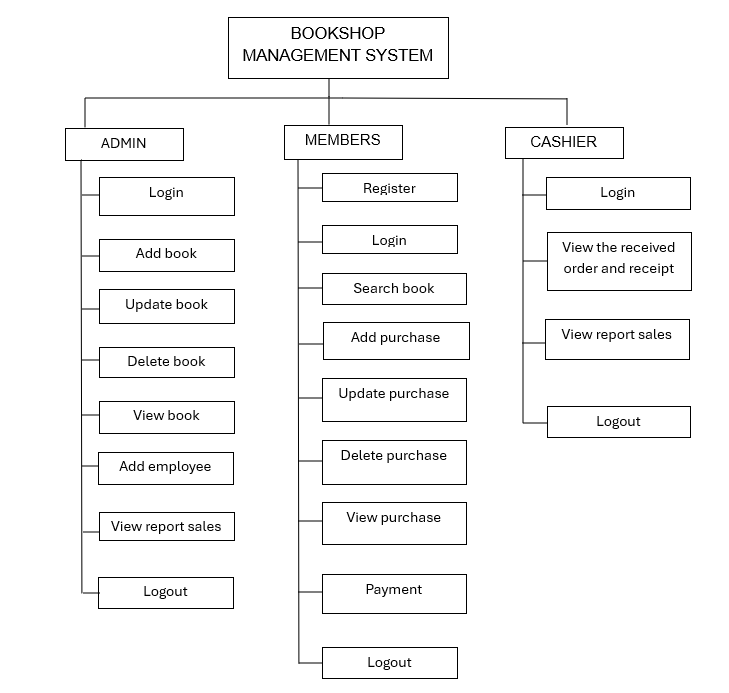 BOOKSHOP
MANAGEMENT SYSTEM
ADMIN
Login
Add book
Update book
Delete book
View book
Add employee
View report sales
Logout
MEMBERS
Register
Login
Search book
Add purchase
Update purchase
Delete purchase
View purchase
Payment
Logout
CASHIER
Login
View the received
order and receipt
View report sales
Logout